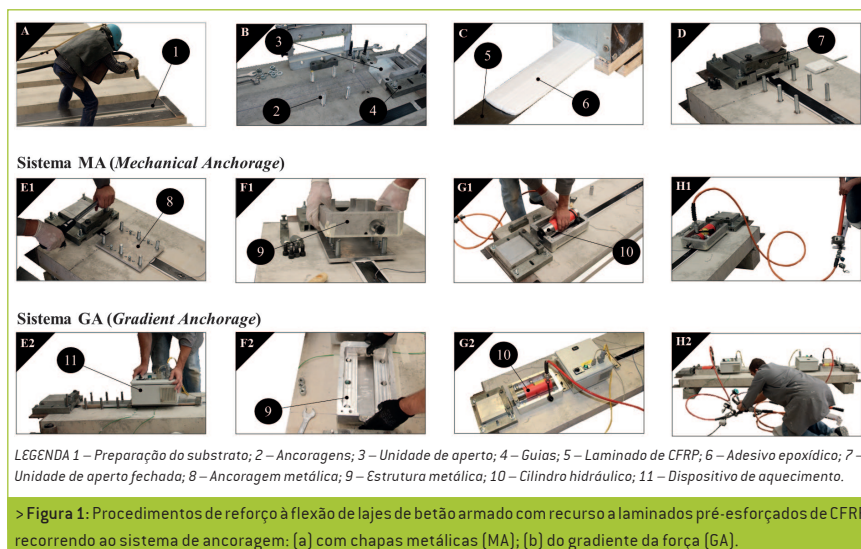 A
1
B
3
2
4
C
5
6
D
7
Sistema MA (Mechanical Anchorage)
E1
8
F1
9
G1
10
H1
Sistema GA (Gradient Anchorage)
E2
11
F2
9
G2
10
H2
LEGENDA 1 – Preparação do substrato; 2 – Ancoragens; 3 – Unidade de aperto; 4 – Guias; 5 – Laminado de CFRP; 6 – Adesivo epoxídico; 7 –
Unidade de aperto fechada; 8 – Ancoragem metálica; 9 – Estrutura metálica; 10 – Cilindro hidráulico; 11 – Dispositivo de aquecimento.
> Figura 1: Procedimentos de reforço à flexão de lajes de betão armado com recurso a laminados pré-esforçados de CFRP
recorrendo ao sistema de ancoragem: (a) com chapas metálicas (MA); (b) do gradiente da força (GA).